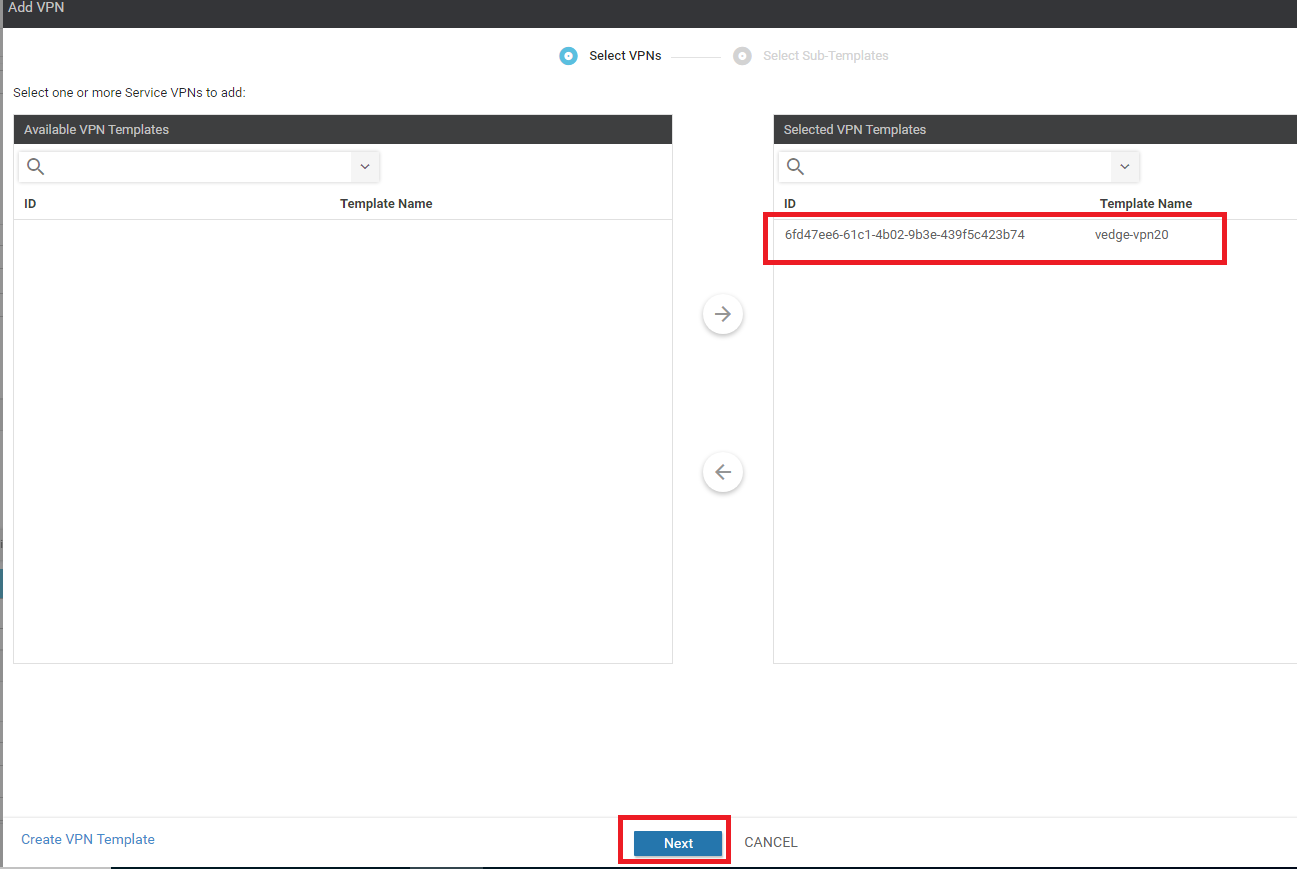 Add VPN
Select VPNs
Select Sub-Templates
Select one or more Service VPNs to add:
Available VPN Templates
Selected VPN Templates
ID Template Name
ID Template Name
6fd47ee6-61c1-4b02-9b3e-439f5c423b74 vedge-vpn20
Create VPN Template
Next
CANCEL